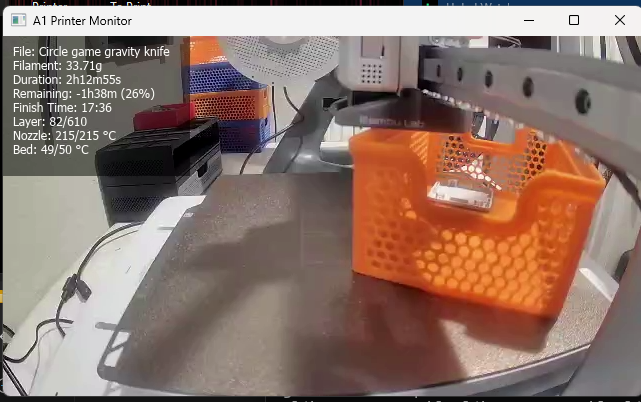 A1 Printer Monitor
File: Circle game gravity knife
Filament: 33.71g
Duration: 2h12m55s
Remaining: -1h38m (26%)
Finish Time: 17:36
Layer: 82/610
Nozzle: 215/215 °C
Bed: 49/50 °C
Bambu Lab